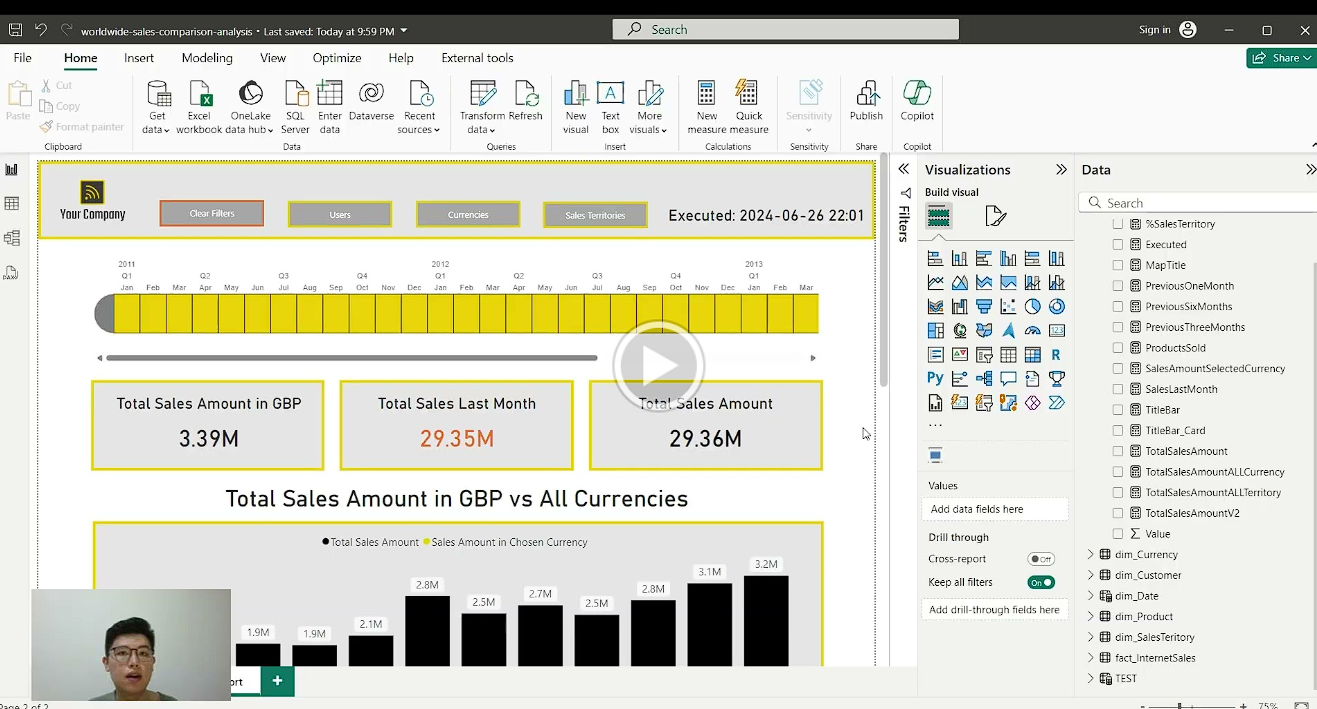 worldwide-sales-comparison-analysis • Last saved: Today at 9:59 PM
Search
Sign in
File Home Insert Modeling View Optimize Help External tools
Share
Paste
Cut
Copy
Format painter
Clipboard
Get data
Excel workbook
OneLake data hub
SQL Server
Enter data
Dataverse
Recent sources
Data
Transform data
Refresh
Queries
New visual
Text box
More visuals
Insert
New measure
Quick measure
Calculations
Sensitivity
Sensitivity
Publish
Share
Copilot
Copilot
Your Company
Clear Filters
Users
Currencies
Sales Territories
Executed: 2024-06-26 22:01
2011 2012 2013
Q1 Q2 Q3 Q4 Q1 Q2 Q3 Q4 Q1
Jan Feb Mar Apr May Jun Jul Aug Sep Oct Nov Dec Jan Feb Mar Apr May Jun Jul Aug Sep Oct Nov Dec Jan Feb Mar
Total Sales Amount in GBP
3.39M
Total Sales Last Month
29.35M
Total Sales Amount
29.36M
Total Sales Amount in GBP vs All Currencies
Total Sales Amount Sales Amount in Chosen Currency
1.9M 1.9M 2.1M 2.8M 2.5M 2.7M 2.5M 2.8M 3.1M 3.2M
ort
+
Page 2 of 2
Filters
Visualizations
Build visual
123
R
Py
...
Values
Add data fields here
Drill through
Cross-report
Off
Keep all filters
On
Add drill-through fields here
Data
Search
%SalesTerritory
Executed
MapTitle
PreviousOneMonth
PreviousSixMonths
PreviousThreeMonths
ProductsSold
SalesAmountSelectedCurrency
SalesLastMonth
TitleBar
TitleBar_Card
TotalSalesAmount
TotalSalesAmountALLCurrency
TotalSalesAmountALLTerritory
TotalSalesAmountV2
Σ Value
dim_Currency
dim_Customer
dim_Date
dim_Product
dim_SalesTeritory
fact_InternetSales
TEST
- + 75%